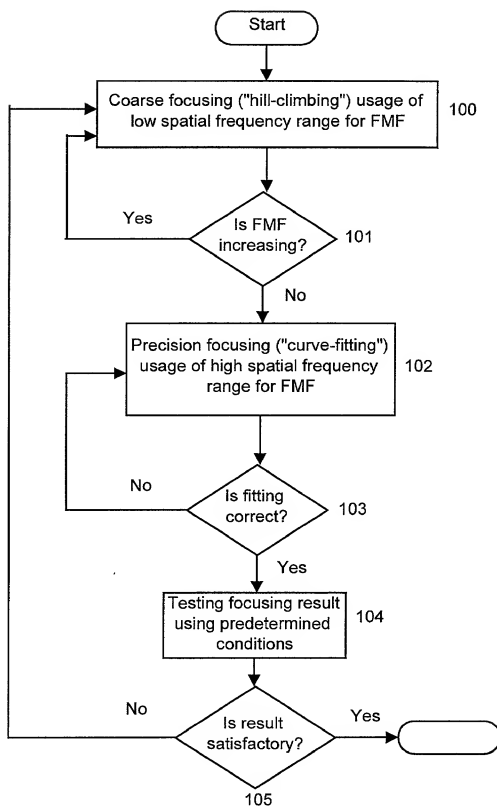 Start
Coarse focusing ("hill-climbing") usage of
low spatial frequency range for FMF
100
Yes
Is FMF
increasing?
101
No
Precision focusing ("curve-fitting")
usage of high spatial frequency
range for FMF
102
No
Is fitting
correct?
103
Yes
Testing focusing result
using predetermined
conditions
104
No
Is result
satisfactory?
Yes
105